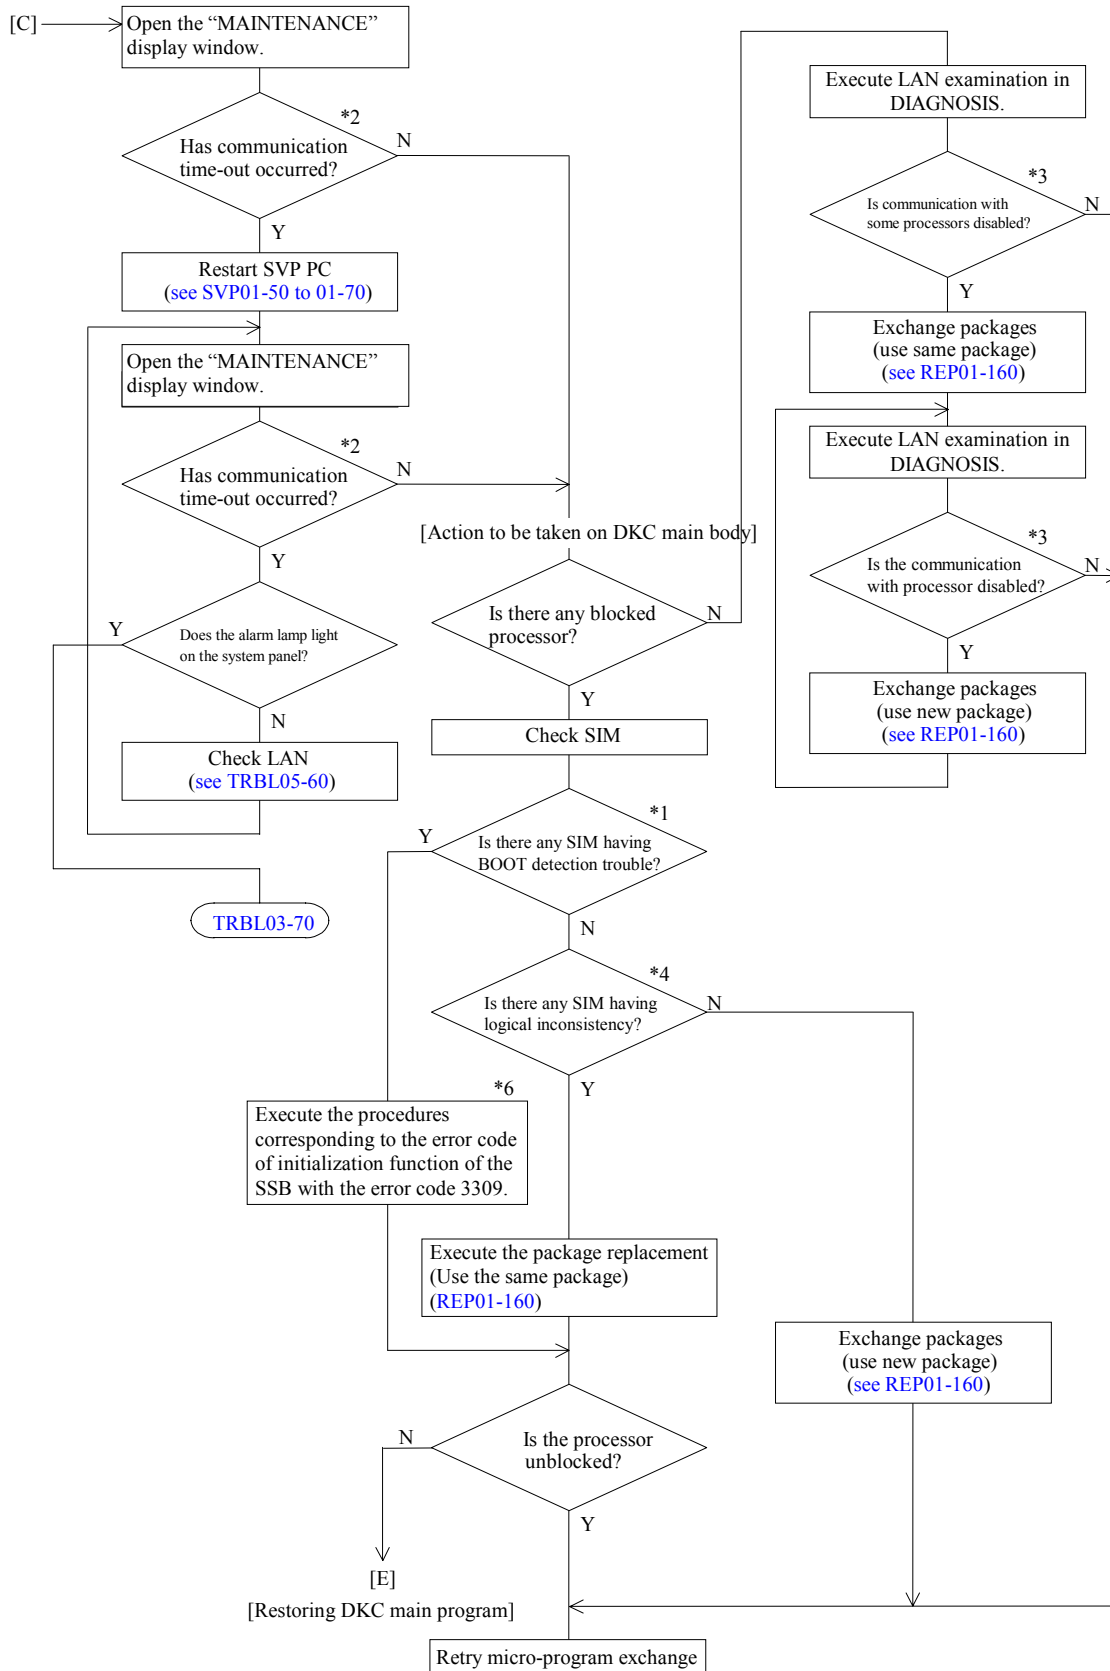 [C]
Open the “MAINTENANCE”
display window.
*2
Has communication
time-out occurred?
N
Y
Restart SVP PC
(see SVP01-50 to 01-70)
Open the “MAINTENANCE”
display window.
*2
Has communication
time-out occurred?
N
Y
Y
Does the alarm lamp light
on the system panel?
N
Check LAN
(see TRBL05-60)
TRBL03-70
[Action to be taken on DKC main body]
Is there any blocked
processor?
N
Y
Check SIM
*1
Y
Is there any SIM having
BOOT detection trouble?
N
*4
Is there any SIM having
logical inconsistency?
N
Y
*6
Execute the procedures
corresponding to the error code
of initialization function of the
SSB with the error code 3309.
Execute the package replacement
(Use the same package)
(REP01-160)
Exchange packages
(use new package)
(see REP01-160)
N
Is the processor
unblocked?
Y
[E]
[Restoring DKC main program]
Retry micro-program exchange
Execute LAN examination in
DIAGNOSIS.
*3
Is communication with
some processors disabled?
N
Y
Exchange packages
(use same package)
(see REP01-160)
Execute LAN examination in
DIAGNOSIS.
*3
Is the communication
with processor disabled?
N
Y
Exchange packages
(use new package)
(see REP01-160)